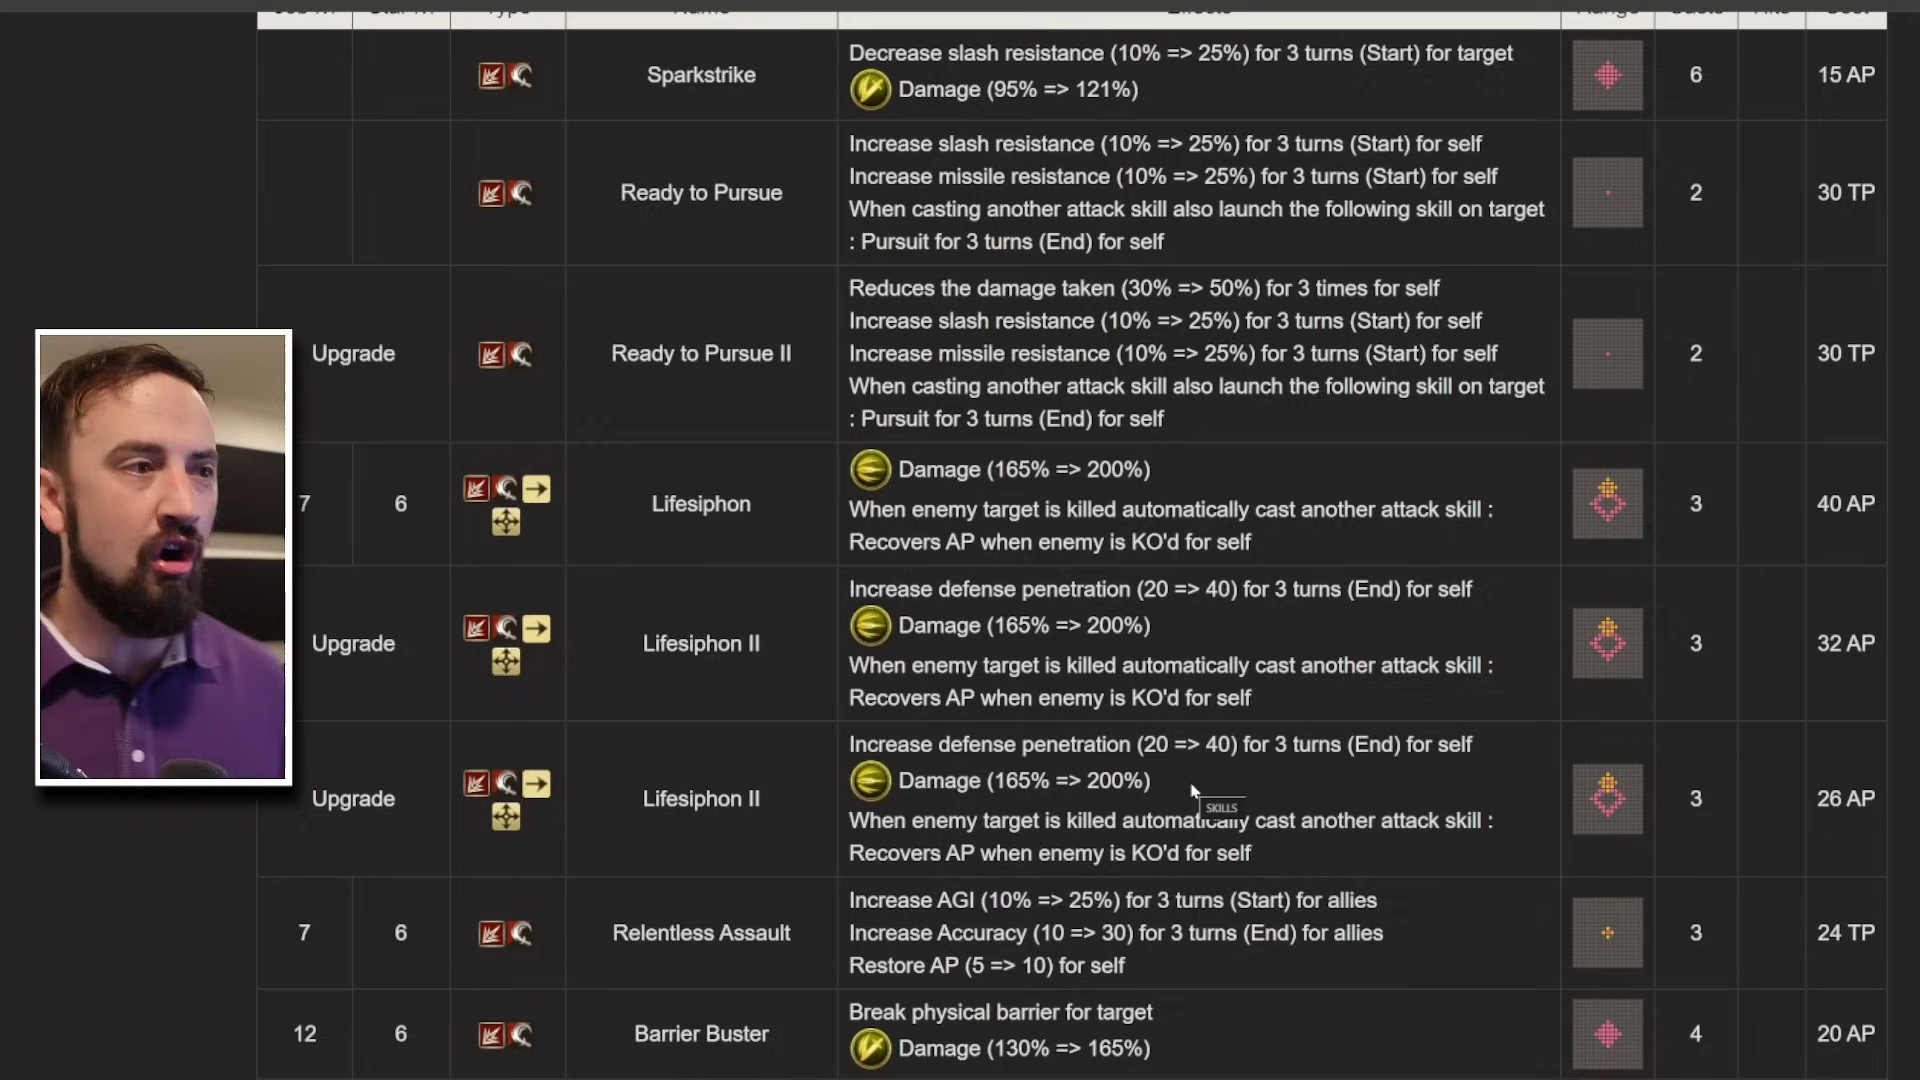 Job lv. Star lv. Type Name Effects Range Casts Hits Cost
Decrease slash resistance (10% => 25%) for 3 turns (Start) for target
Sparkstrike
Damage (95% => 121%)
6
15 AP
Increase slash resistance (10% => 25%) for 3 turns (Start) for self
Increase missile resistance (10% => 25%) for 3 turns (Start) for self
Ready to Pursue
2
30 TP
When casting another attack skill also launch the following skill on target
: Pursuit for 3 turns (End) for self
Reduces the damage taken (30% => 50%) for 3 times for self
Increase slash resistance (10% => 25%) for 3 turns (Start) for self
Upgrade
Ready to Pursue II
Increase missile resistance (10% => 25%) for 3 turns (Start) for self
2
30 TP
When casting another attack skill also launch the following skill on target
: Pursuit for 3 turns (End) for self
Damage (165% => 200%)
7
6
Lifesiphon
When enemy target is killed automatically cast another attack skill :
3
40 AP
Recovers AP when enemy is KO'd for self
Increase defense penetration (20 => 40) for 3 turns (End) for self
Damage (165% => 200%)
Upgrade
Lifesiphon II
When enemy target is killed automatically cast another attack skill :
3
32 AP
Recovers AP when enemy is KO'd for self
Increase defense penetration (20 => 40) for 3 turns (End) for self
Damage (165% => 200%)
Upgrade
Lifesiphon II
SKILLS
When enemy target is killed automatically cast another attack skill :
3
26 AP
Recovers AP when enemy is KO'd for self
Increase AGI (10% => 25%) for 3 turns (Start) for allies
7
6
Relentless Assault
Increase Accuracy (10 => 30) for 3 turns (End) for allies
3
24 TP
Restore AP (5 => 10) for self
Break physical barrier for target
12
6
Barrier Buster
Damage (130% => 165%)
4
20 AP